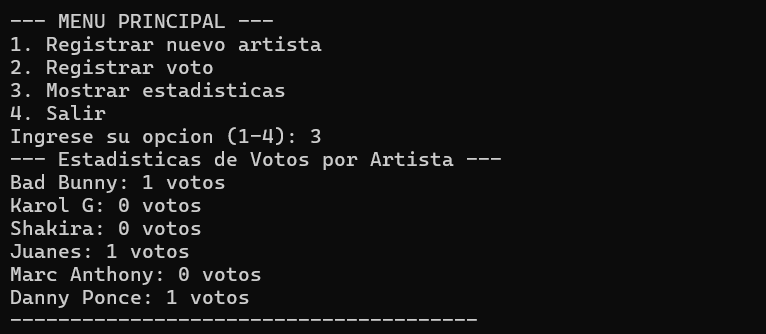 --- MENU PRINCIPAL ---
1. Registrar nuevo artista
2. Registrar voto
3. Mostrar estadisticas
4. Salir
Ingrese su opcion (1-4): 3
--- Estadisticas de Votos por Artista ---
Bad Bunny: 1 votos
Karol G: 0 votos
Shakira: 0 votos
Juanes: 1 votos
Marc Anthony: 0 votos
Danny Ponce: 1 votos
---------------------------------------